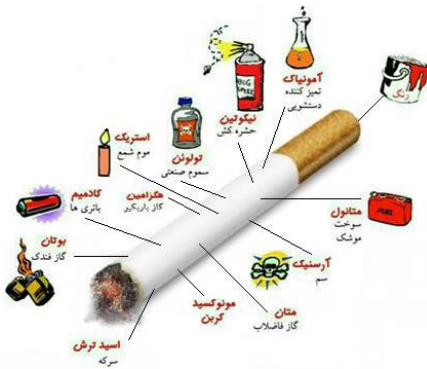 آمونیاک
تمیز کننده
دستشویی
رنگ
نیکوتین
حشره کش
BUG
تولوئن
سموم صنعتی
استریک
موم شمع
هگزامین
گاز باربکیو
کادمیم
باتری ها
بوتان
گاز فندک
متانول
سوخت
موشک
FUEL
آرسنیک
سم
متان
گاز فاضلاب
مونوکسید
کربن
اسید ترش
سرکه